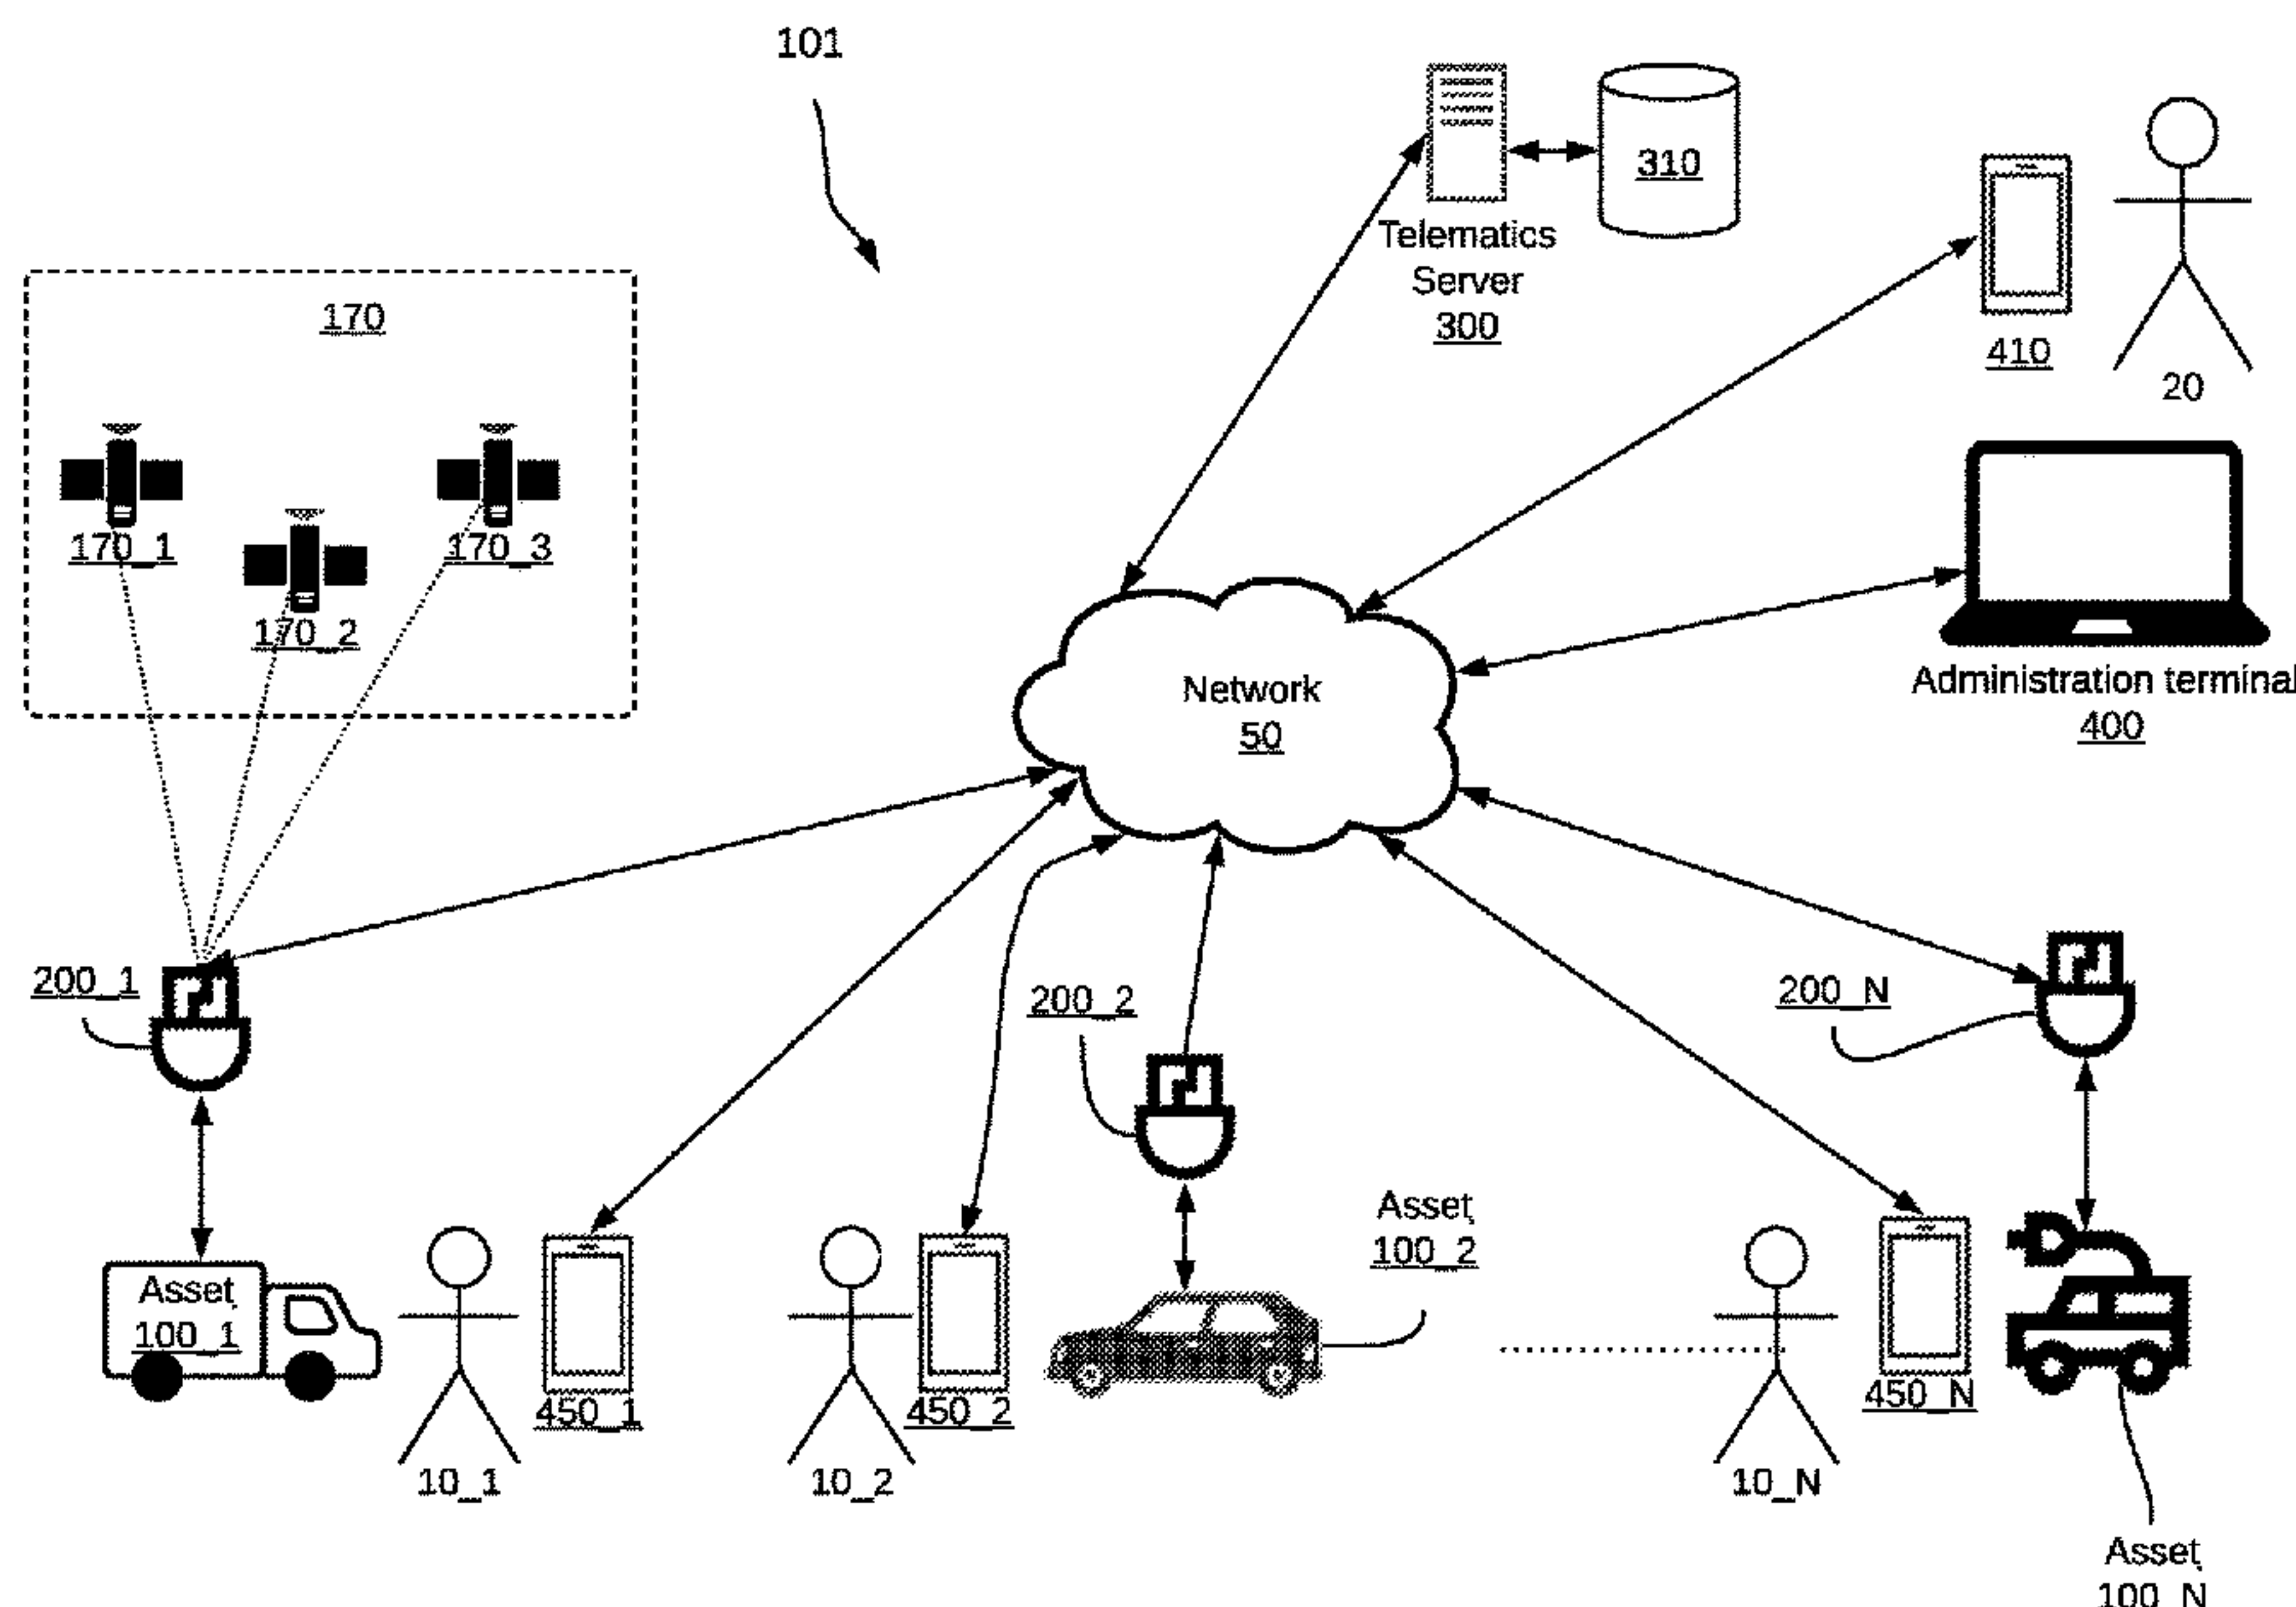 101
310
Telematics
Server
300
410
20
170
170_1
170_2
170_3
Administration terminal
400
Network
50
200_1
200_2
200_N
Asset
100_1
Asset
100_2
450_1
450_2
450_N
10_1
10_2
10_N
Asset
100_N